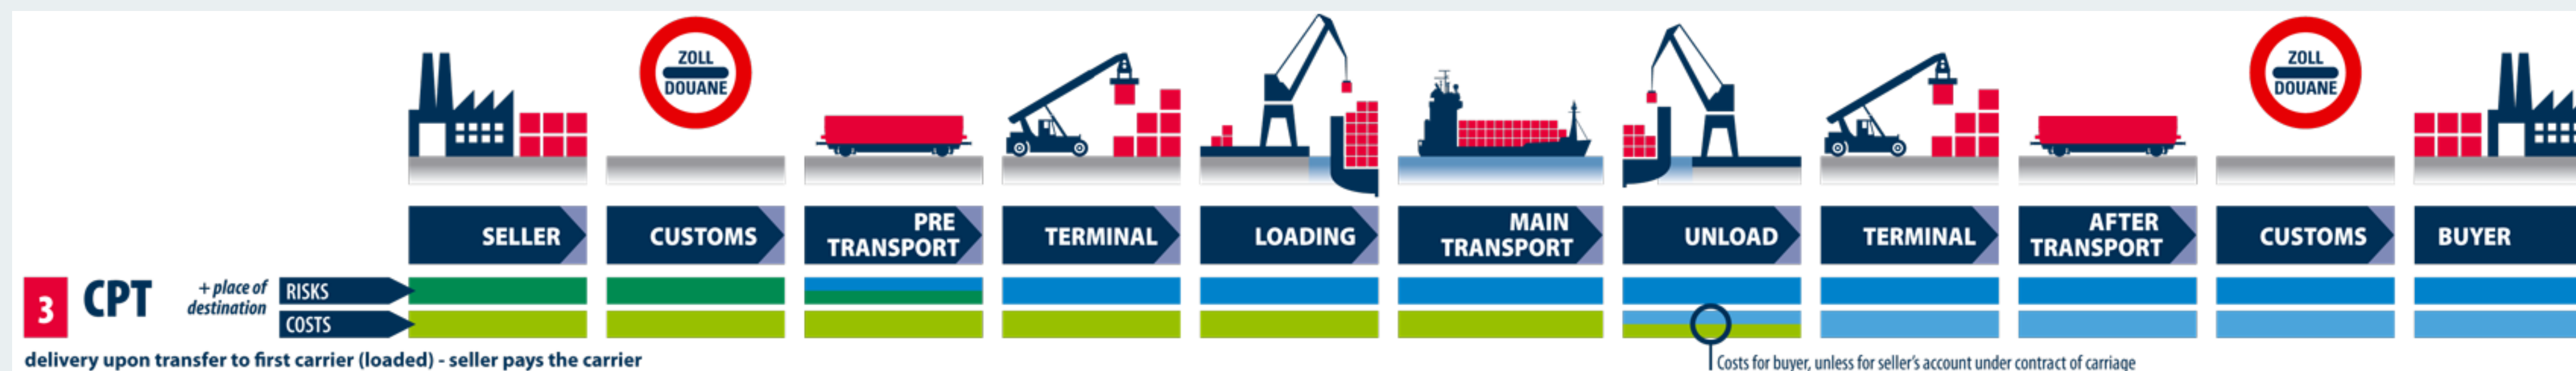 ZOLL
DOUANE
ZOLL
DOUANE
SELLER
CUSTOMS
PRE
TRANSPORT
TERMINAL
LOADING
MAIN
TRANSPORT
UNLOAD
TERMINAL
AFTER
TRANSPORT
CUSTOMS
BUYER
3
CPT
+ place of
destination
RISKS
COSTS
delivery upon transfer to first carrier (loaded) - seller pays the carrier
Costs for buyer, unless for seller's account under contract of carriage